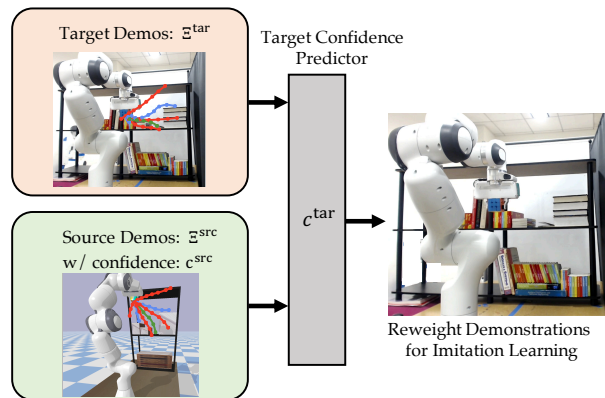 Target Demos: Ξ^tar
Target Confidence
Predictor
c^tar
Source Demos: Ξ^src
w/ confidence: c^src
Reweight Demonstrations
for Imitation Learning